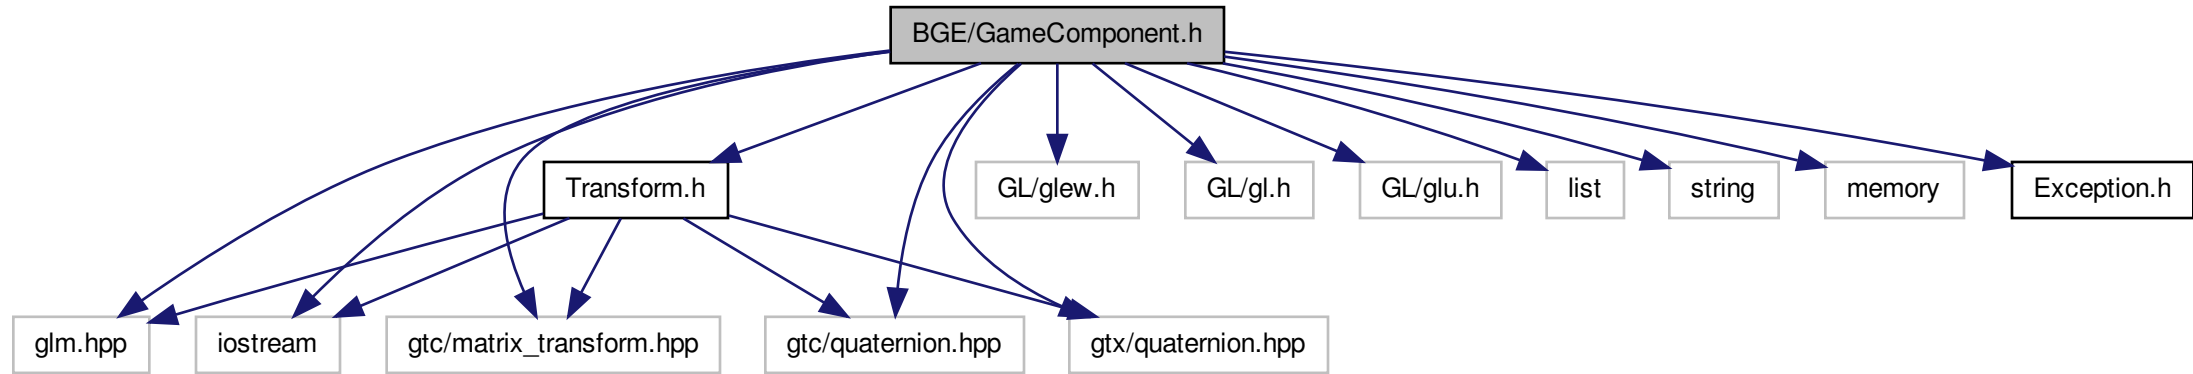 BGE/GameComponent.h
Transform.h
GL/glew.h
GL/gl.h
GL/glu.h
list
string
memory
Exception.h
glm.hpp
iostream
gtc/matrix_transform.hpp
gtc/quaternion.hpp
gtx/quaternion.hpp